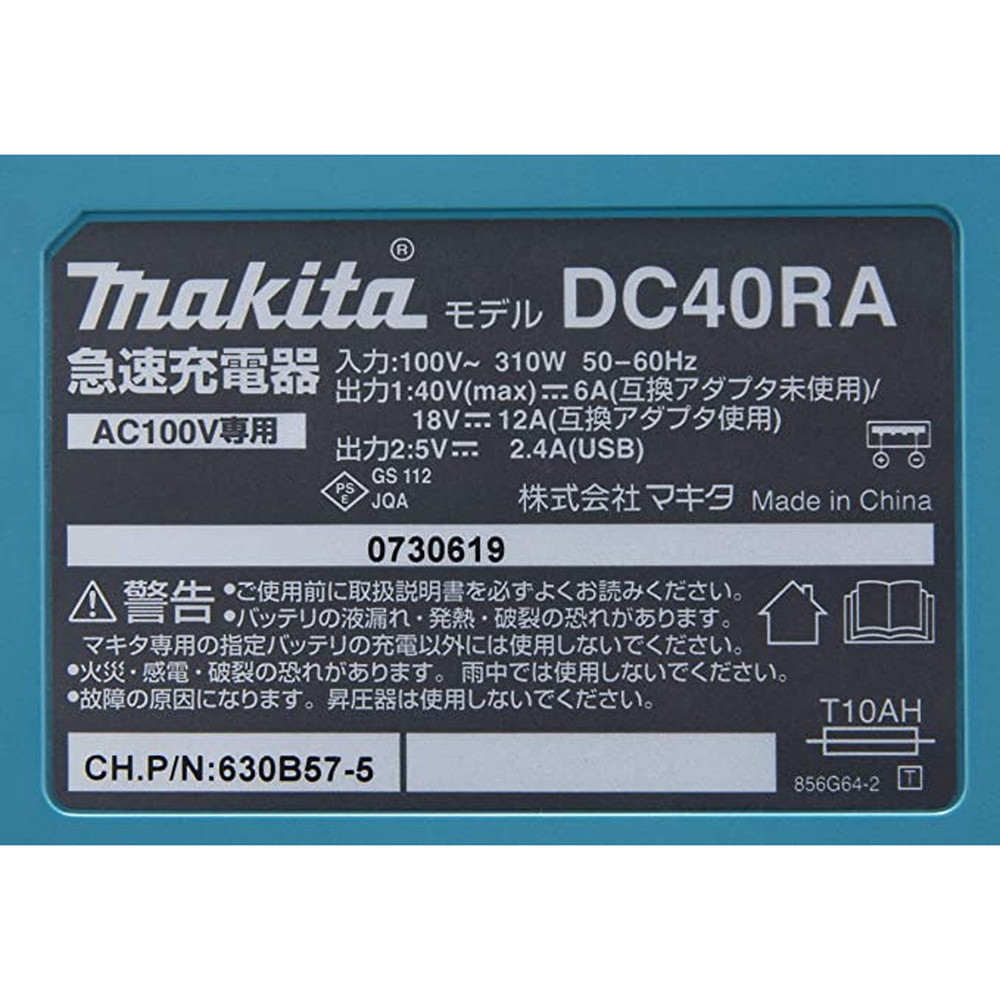 makita® モデル DC40RA
急速充電器 入力:100V~ 310W 50-60Hz
出力1:40V(max)⎓6A(互換アダプタ未使用)/
AC100V専用 18V⎓12A(互換アダプタ使用)
出力2:5V⎓ 2.4A(USB)
PS E GS 112
JQA 株式会社マキタ Made in China
0730619
警告 •ご使用前に取扱説明書を必ずよくお読みください。
•バッテリの液漏れ・発熱・破裂の恐れがあります。
マキタ専用の指定バッテリの充電以外には使用しないでください。
•火災・感電・破裂の恐れがあります。雨中では使用しないでください。
•故障の原因になります。昇圧器は使用しないでください。
T10AH
CH.P/N:630B57-5
856G64-2 T